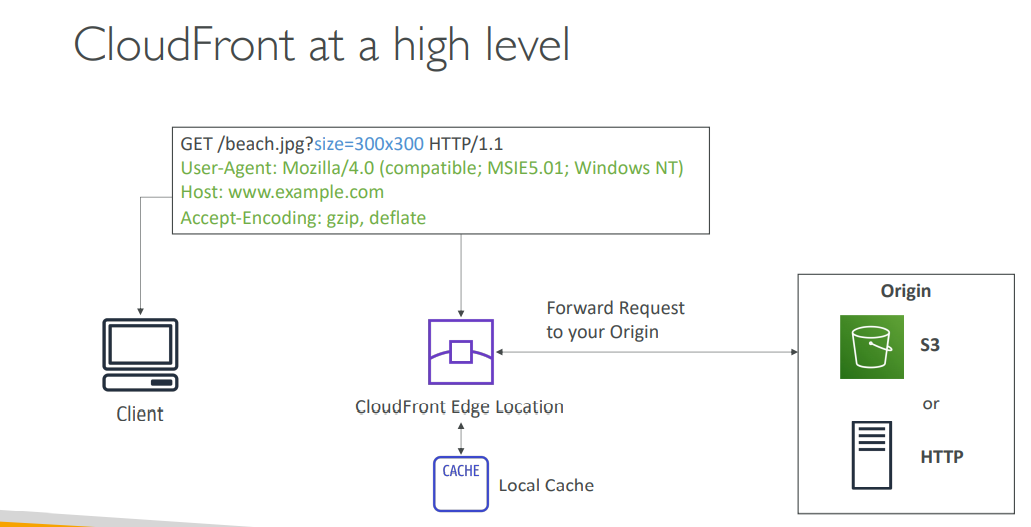 CloudFront at a high level
GET /beach.jpg?size=300x300 HTTP/1.1
User-Agent: Mozilla/4.0 (compatible; MSIE5.01; Windows NT)
Host: www.example.com
Accept-Encoding: gzip, deflate
Client
CloudFront Edge Location
CACHE
Local Cache
Forward Request
to your Origin
Origin
S3
or
HTTP